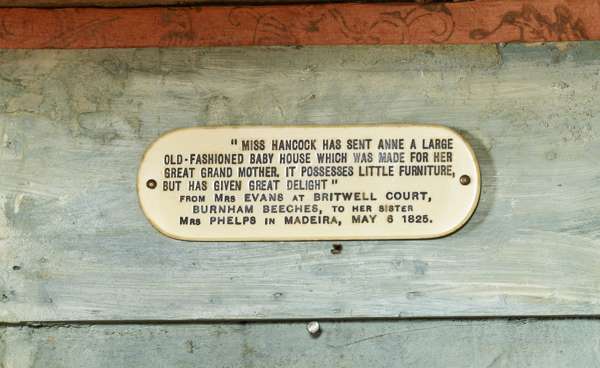 "MISS HANCOCK HAS SENT ANNE A LARGE
OLD-FASHIONED BABY HOUSE WHICH WAS MADE FOR HER
GREAT GRAND MOTHER. IT POSSESSES LITTLE FURNITURE,
BUT HAS GIVEN GREAT DELIGHT"
FROM MRS EVANS AT BRITWELL COURT,
BURNHAM BEECHES, TO HER SISTER
MRS PHELPS IN MADEIRA, MAY 6 1825.